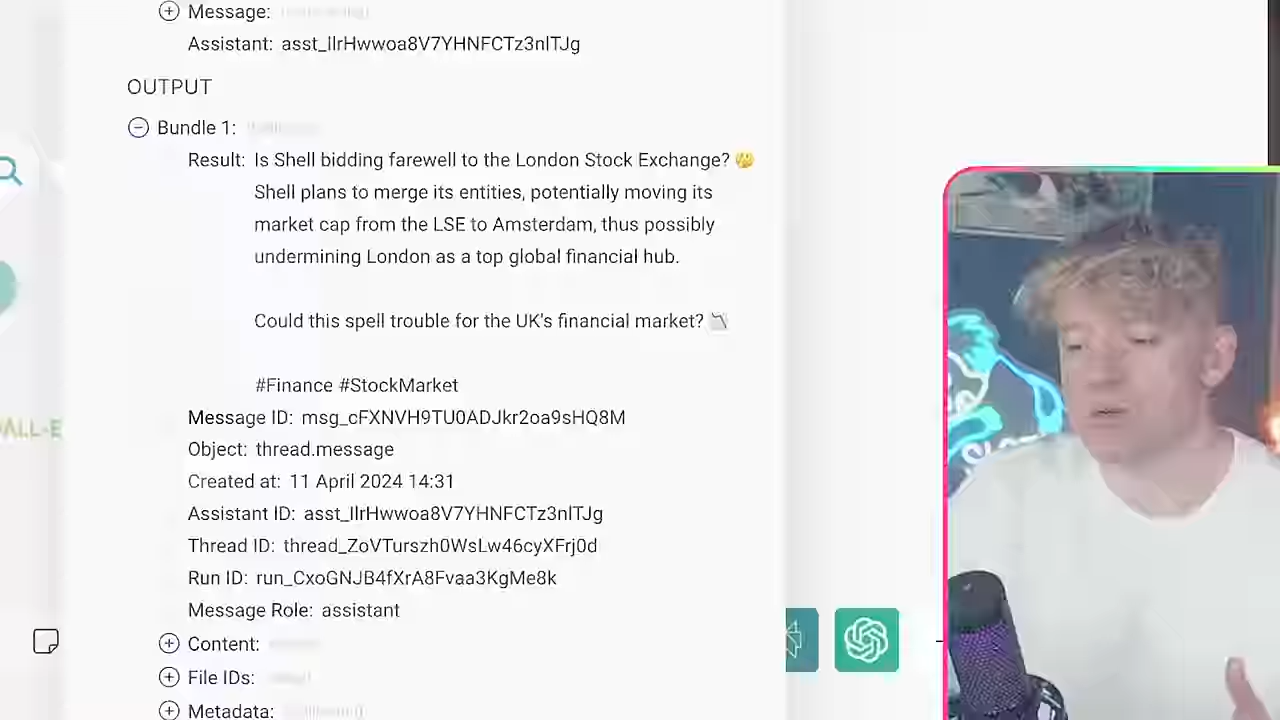 Message:
Assistant: asst_IlrHwwoa8V7YHNFCTz3nlTJg
OUTPUT
Bundle 1:
Result: Is Shell bidding farewell to the London Stock Exchange? 🤔
Shell plans to merge its entities, potentially moving its
market cap from the LSE to Amsterdam, thus possibly
undermining London as a top global financial hub.
Could this spell trouble for the UK's financial market? 📉
#Finance #StockMarket
Message ID: msg_cFXNVH9TU0ADJkr2oa9sHQ8M
Object: thread.message
Created at: 11 April 2024 14:31
Assistant ID: asst_IlrHwwoa8V7YHNFCTz3nlTJg
Thread ID: thread_ZoVTurszh0WsLw46cyXFrj0d
Run ID: run_CxoGNJB4fXrA8Fvaa3KgMe8k
Message Role: assistant
Content:
File IDs:
Metadata:
ALL-E